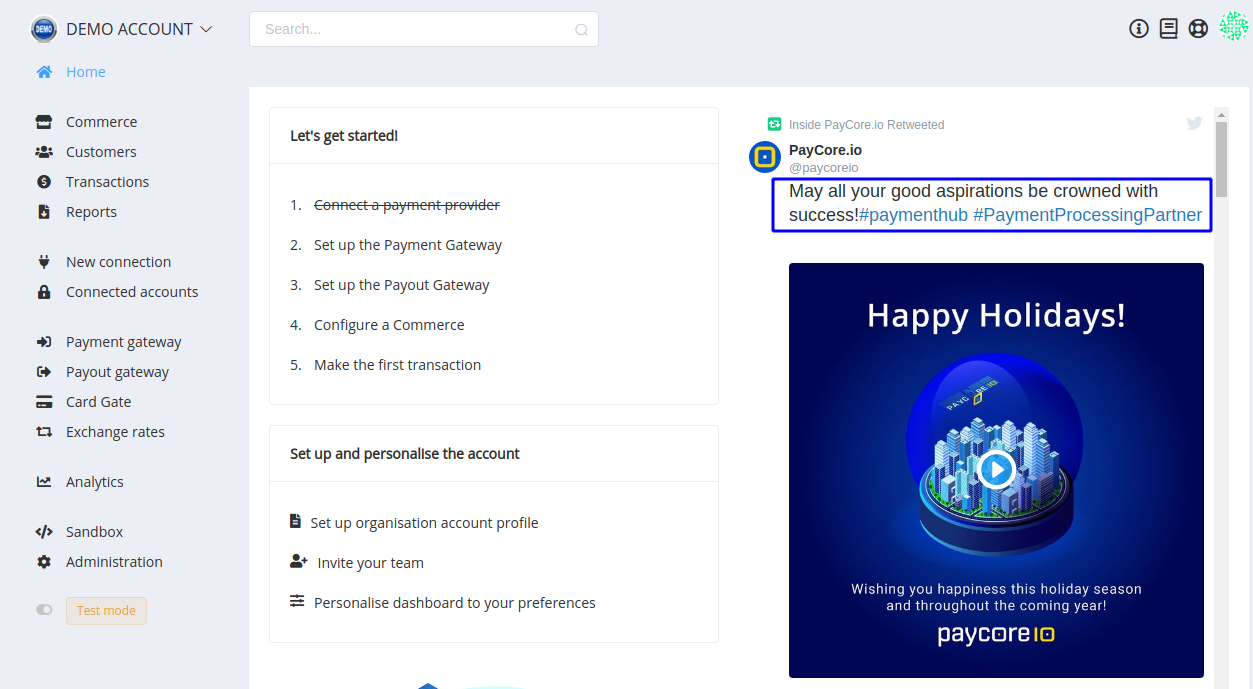 DEMO
DEMO ACCOUNT
Search...
Home
Commerce
Customers
Transactions
Reports
New connection
Connected accounts
Payment gateway
Payout gateway
Card Gate
Exchange rates
Analytics
Sandbox
Administration
Test mode
Let's get started!
1. Connect a payment provider
2. Set up the Payment Gateway
3. Set up the Payout Gateway
4. Configure a Commerce
5. Make the first transaction
Set up and personalise the account
Set up organisation account profile
Invite your team
Personalise dashboard to your preferences
Inside PayCore.io Retweeted
PayCore.io
@paycoreio
May all your good aspirations be crowned with
success!#paymenthub #PaymentProcessingPartner
Happy Holidays!
PAYCORE IO
Wishing you happiness this holiday season
and throughout the coming year!
paycore IO